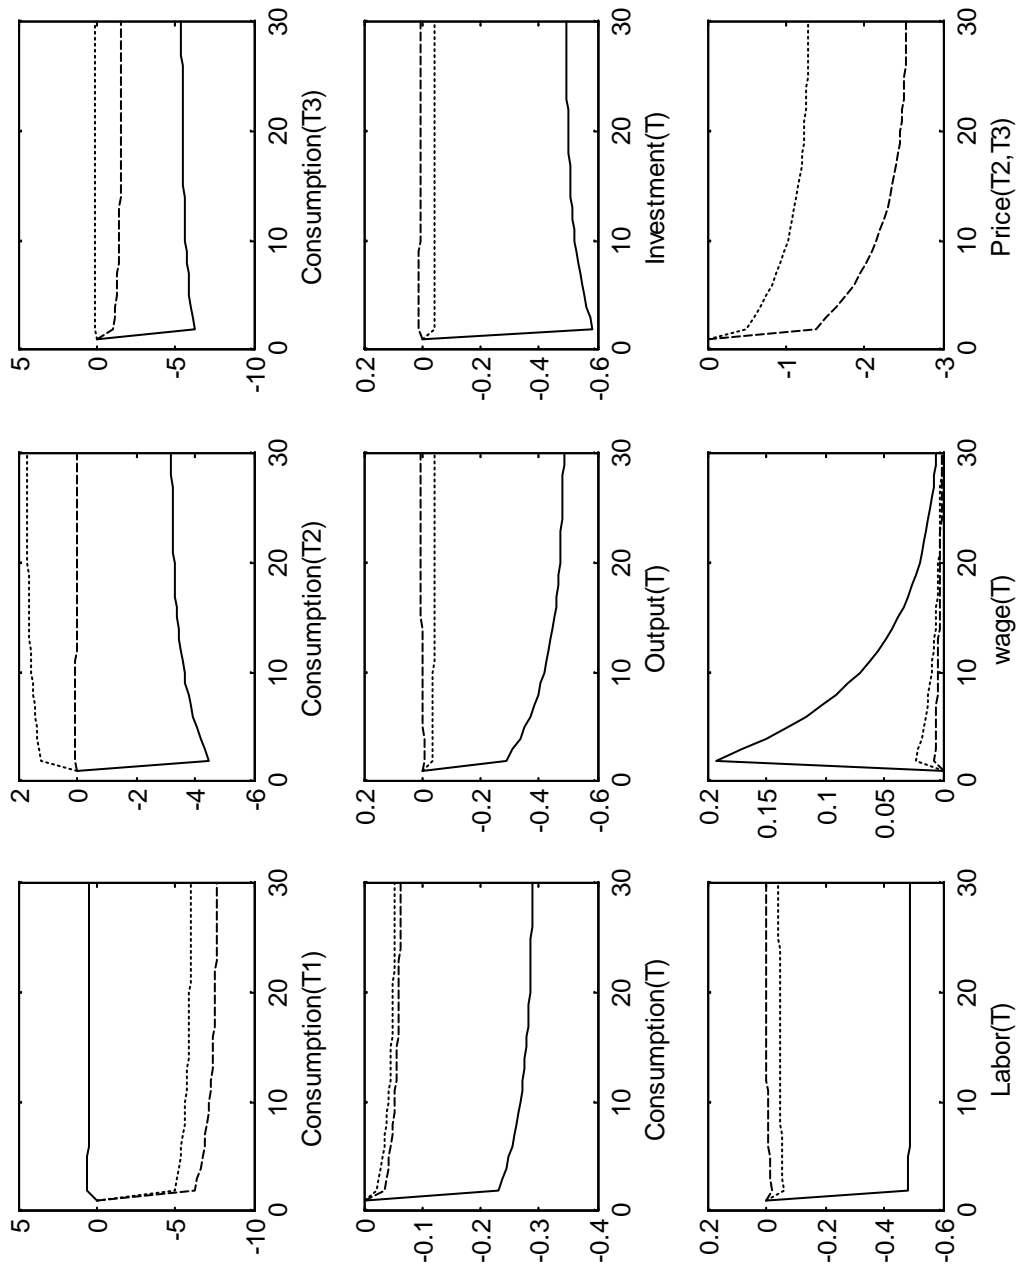 5
0
-5
-10
0 10 20 30
Consumption(T1)
2
0
-2
-4
-6
0 10 20 30
Consumption(T2)
5
0
-5
-10
0 10 20 30
Consumption(T3)
0
-0.1
-0.2
-0.3
-0.4
0 10 20 30
Consumption(T)
0.2
0
-0.2
-0.4
-0.6
0 10 20 30
Output(T)
0.2
0
-0.2
-0.4
-0.6
0 10 20 30
Investment(T)
0.2
0
-0.2
-0.4
-0.6
0 10 20 30
Labor(T)
0.2
0.15
0.1
0.05
0
0 10 20 30
wage(T)
0
-1
-2
-3
0 10 20 30
Price(T2,T3)